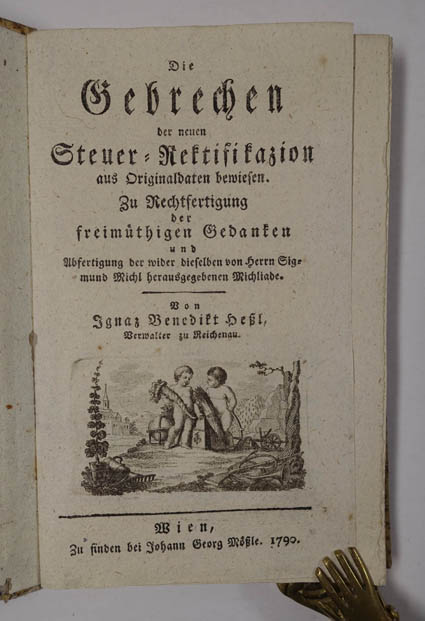 Die
Gebrechen
der neuen
Steuer-Rektifikazion
aus Originaldaten bewiesen.
Zu Rechtfertigung
der
freimüthigen Gedanken
und
Abfertigung der wider dieselben von Herrn Sig-
mund Michl herausgegebenen Michliade.
Von
Ignaz Benedikt Heßl,
Verwalter zu Reichenau.
Wien,
Zu finden bei Johann Georg Mößle. 1790.